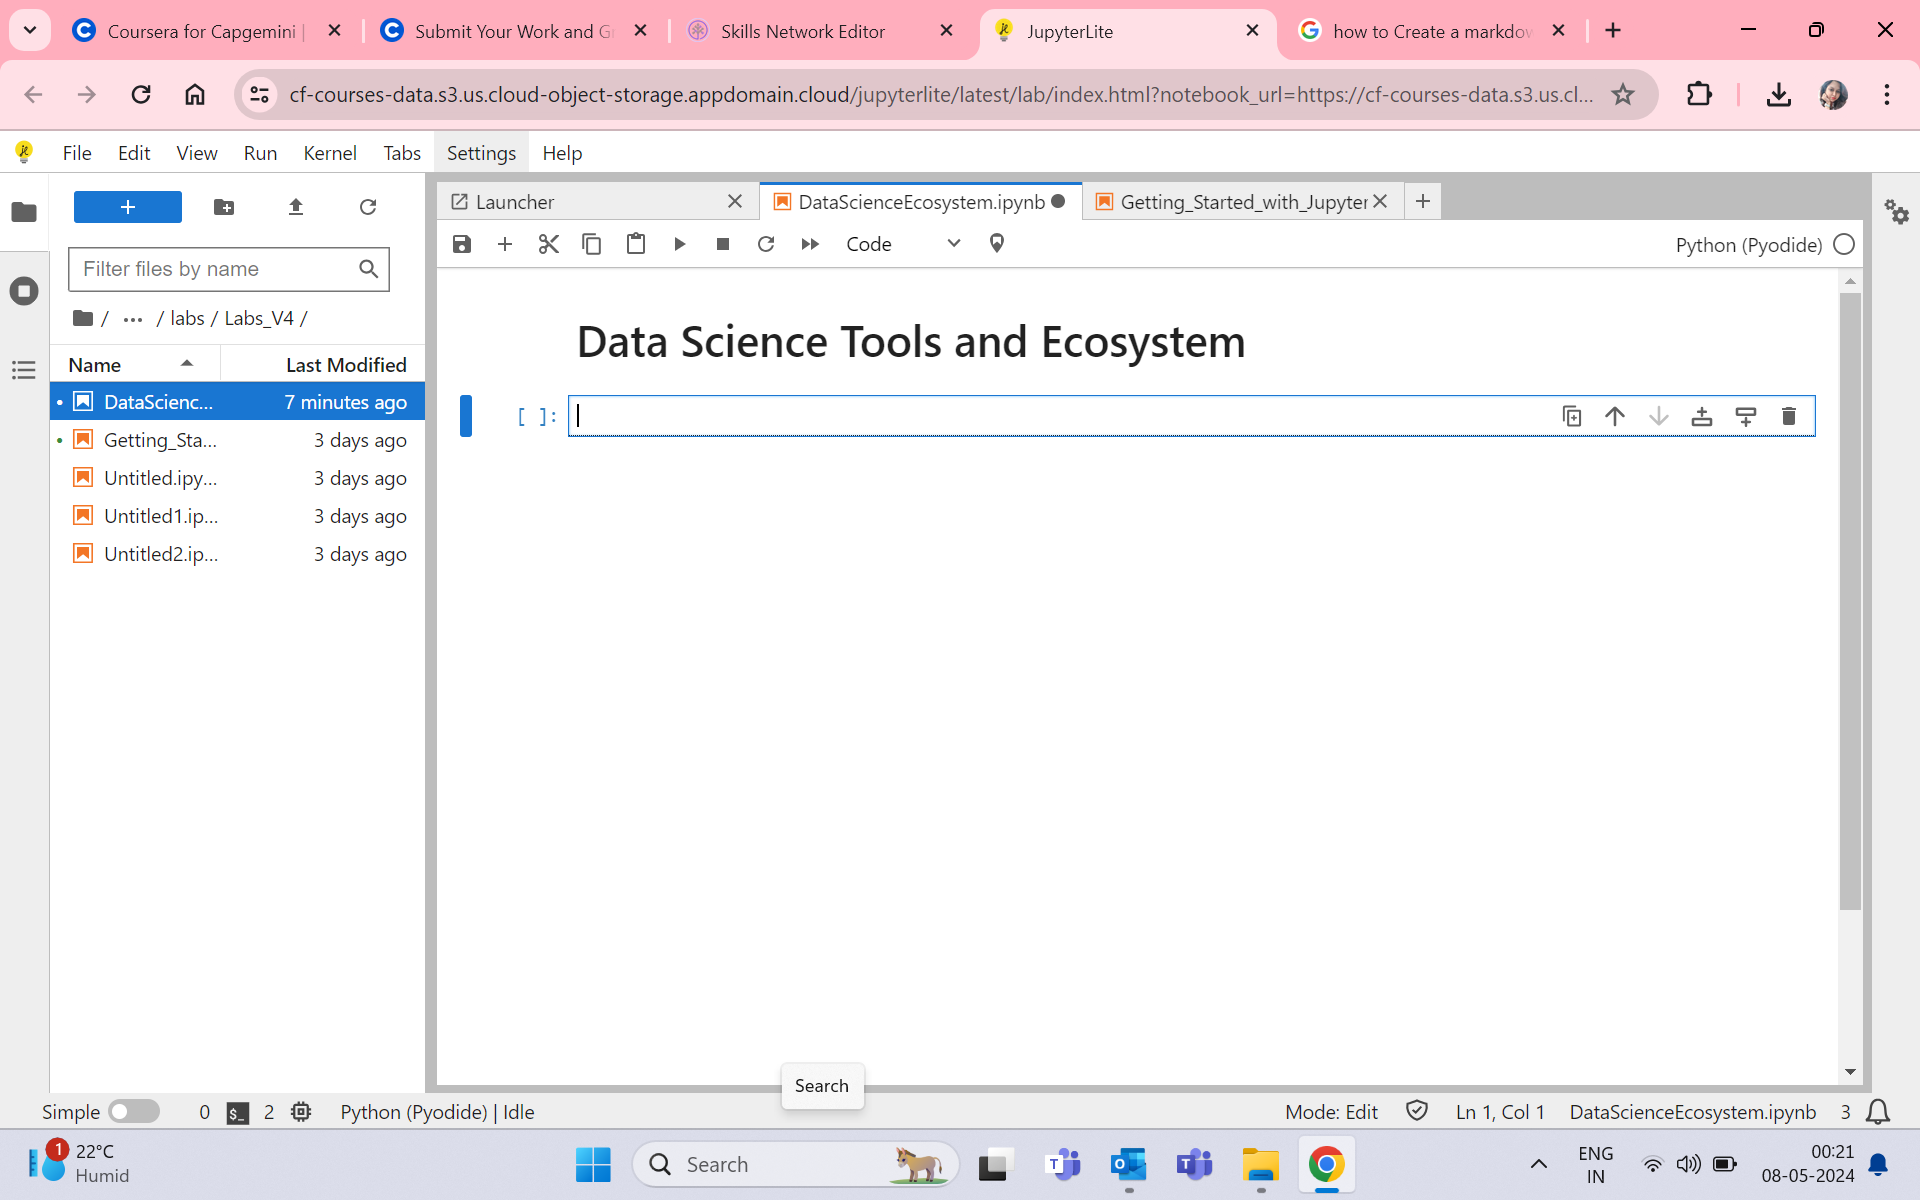 Coursera for Capgemini |
Submit Your Work and G
Skills Network Editor
JupyterLite
how to Create a markdow
cf-courses-data.s3.us.cloud-object-storage.appdomain.cloud/jupyterlite/latest/lab/index.html?notebook_url=https://cf-courses-data.s3.us.cl...
File Edit View Run Kernel Tabs Settings Help
Launcher
DataScienceEcosystem.ipynb
Getting_Started_with_Jupyter
Code
Python (Pyodide)
Filter files by name
/ ... / labs / Labs_V4 /
Name Last Modified
DataScienc... 7 minutes ago
Getting_Sta... 3 days ago
Untitled.ipy... 3 days ago
Untitled1.ip... 3 days ago
Untitled2.ip... 3 days ago
Data Science Tools and Ecosystem
[ ]:
Search
Simple 0 $_ 2 Python (Pyodide) | Idle Mode: Edit Ln 1, Col 1 DataScienceEcosystem.ipynb 3
1
22°C
Humid
Search
ENG
IN
00:21
08-05-2024